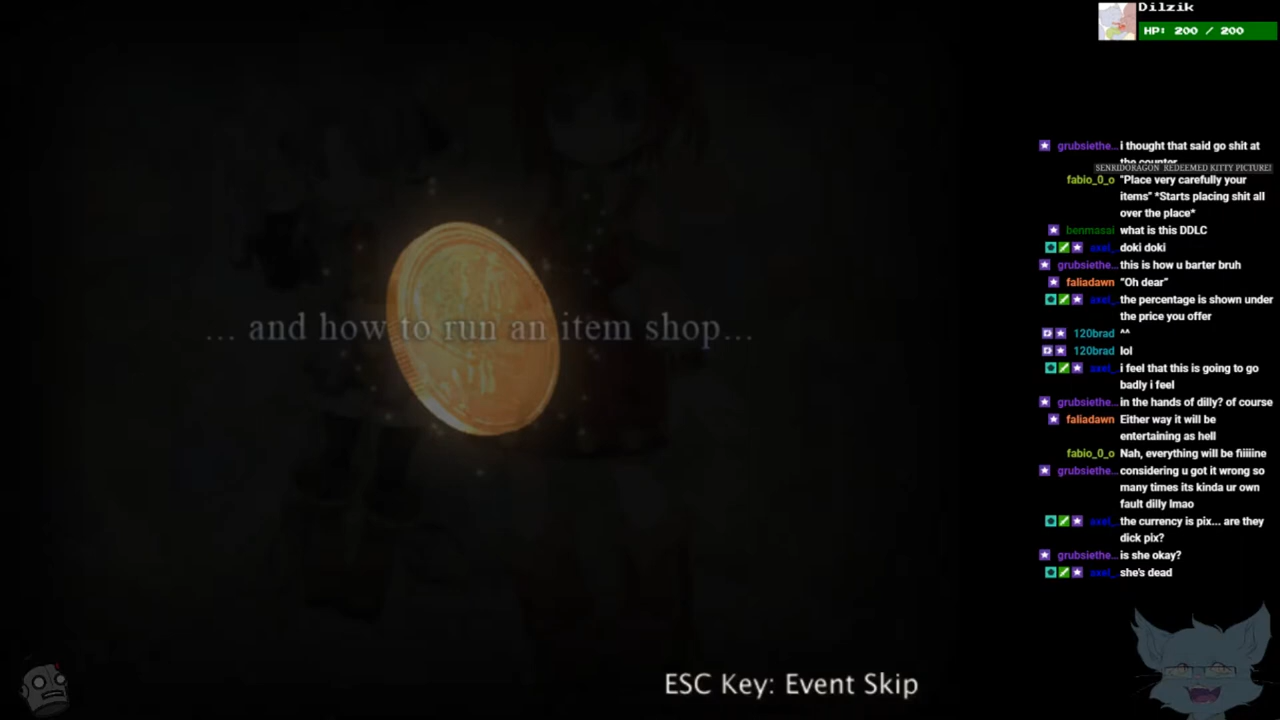 Dilzik
HP: 200 / 200
grubsiethe... i thought that said go shit at
the counter
SENRIDORAGON REDEEMED KITTY PICTURE!
fabio_0_o "Place very carefully your
items" *Starts placing shit all
over the place*
benmasai what is this DDLC
axel_ doki doki
grubsiethe... this is how u barter bruh
faliadawn "Oh dear"
axel_ the percentage is shown under
the price you offer
120brad ^^
120brad lol
axel_ i feel that this is going to go
badly i feel
grubsiethe... in the hands of dilly? of course
faliadawn Either way it will be
entertaining as hell
fabio_0_o Nah, everything will be fiiiiine
grubsiethe... considering u got it wrong so
many times its kinda ur own
fault dilly lmao
axel_ the currency is pix... are they
dick pix?
grubsiethe... is she okay?
axel_ she's dead
... and how to run an item shop...
ESC Key: Event Skip